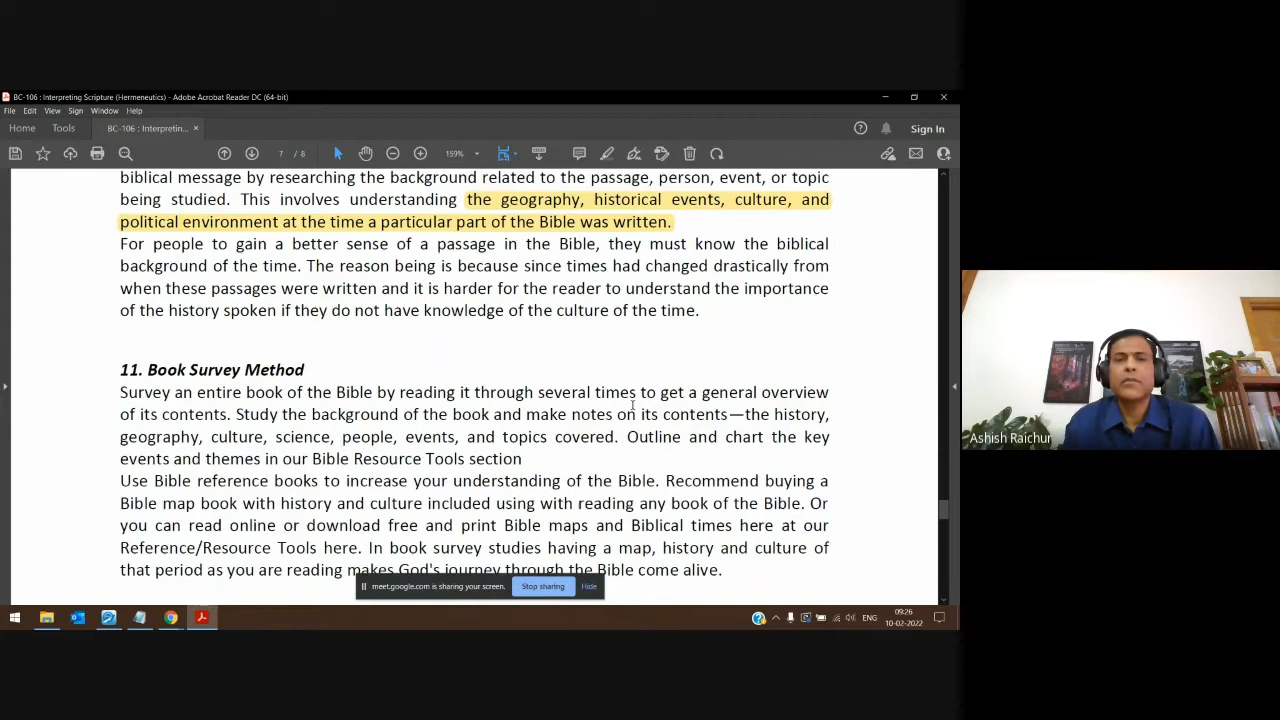 BC-106 : Interpreting Scripture (Hermeneutics) - Adobe Acrobat Reader DC (64-bit)
File Edit View Sign Window Help
Home Tools BC-106 : Interpretin... × Sign In
7 / 8 159%
biblical message by researching the background related to the passage, person, event, or topic
being studied. This involves understanding the geography, historical events, culture, and
political environment at the time a particular part of the Bible was written.
For people to gain a better sense of a passage in the Bible, they must know the biblical
background of the time. The reason being is because since times had changed drastically from
when these passages were written and it is harder for the reader to understand the importance
of the history spoken if they do not have knowledge of the culture of the time.
11. Book Survey Method
Survey an entire book of the Bible by reading it through several times to get a general overview
of its contents. Study the background of the book and make notes on its contents—the history,
geography, culture, science, people, events, and topics covered. Outline and chart the key
events and themes in our Bible Resource Tools section
Use Bible reference books to increase your understanding of the Bible. Recommend buying a
Bible map book with history and culture included using with reading any book of the Bible. Or
you can read online or download free and print Bible maps and Biblical times here at our
Reference/Resource Tools here. In book survey studies having a map, history and culture of
that period as you are reading makes God's journey through the Bible come alive.
meet.google.com is sharing your screen. Stop sharing Hide
Ashish Raichur
ENG
09:26
10-02-2022